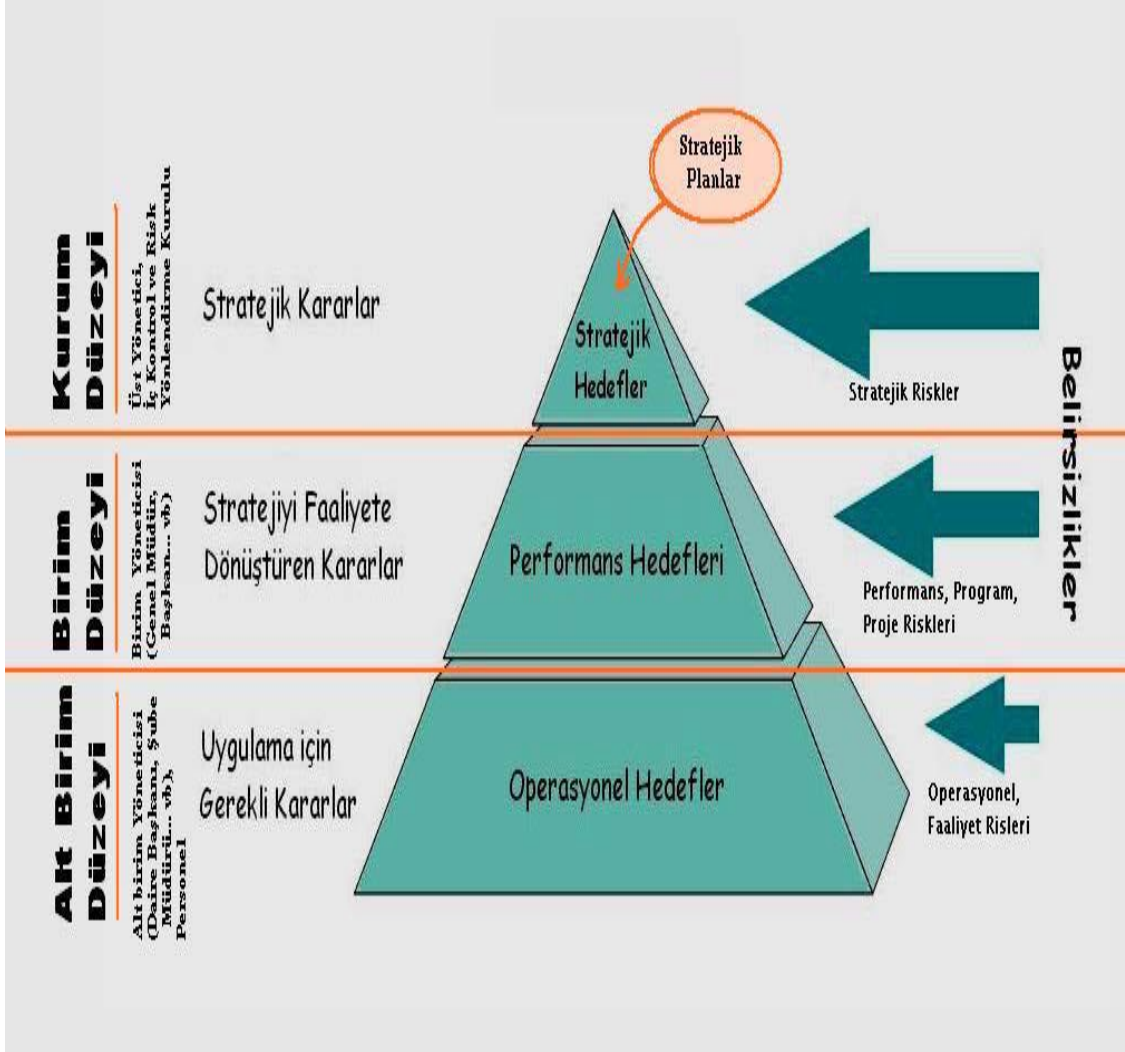 Stratejik
Planlar
Kurum
Düzeyi
Üst Yönetici,
İç Kontrol ve Risk
Yönlendirme Kurulu
Stratejik Kararlar
Stratejik
Hedefler
Stratejik Riskler
Belirsizlikler
Birim
Düzeyi
Birim Yöneticisi
(Genel Müdür,
Başkan... vb)
Stratejiyi Faaliyete
Dönüştüren Kararlar
Performans Hedefleri
Performans, Program,
Proje Riskleri
Alt Birim
Düzeyi
Alt birim Yöneticisi
(Daire Başkanı, Şube
Müdürü... vb),
Personel
Uygulama için
Gerekli Kararlar
Operasyonel Hedefler
Operasyonel,
Faaliyet Risleri